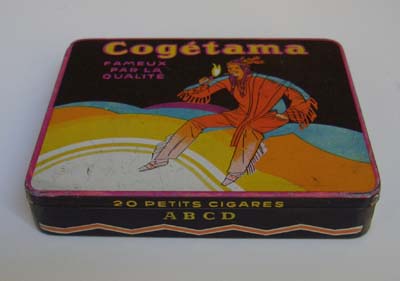 Cogétama
FAMEUX
PAR LA
QUALITÉ
20 PETITS CIGARES
ABCD